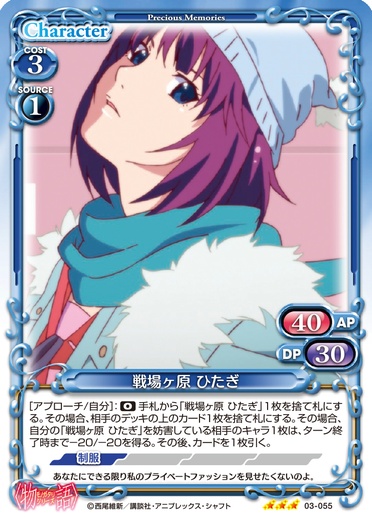 Precious Memories
Character
COST
3
SOURCE
1
40 AP
DP 30
戦場ヶ原 ひたぎ
[アプローチ/自分]:O 手札から「戦場ヶ原 ひたぎ」1枚を捨て札にす
る。その場合、相手のデッキの上のカード1枚を捨て札にする。その場合、
自分の「戦場ヶ原 ひたぎ」を妨害している相手のキャラ1枚は、ターン終
了時まで-20/-20を得る。その後、カードを1枚引く。
制服
あなたにできる限り私のプライベートファッションを見せたくないのよ。
物語
©西尾維新/講談社・アニプレックス・シャフト
03-055